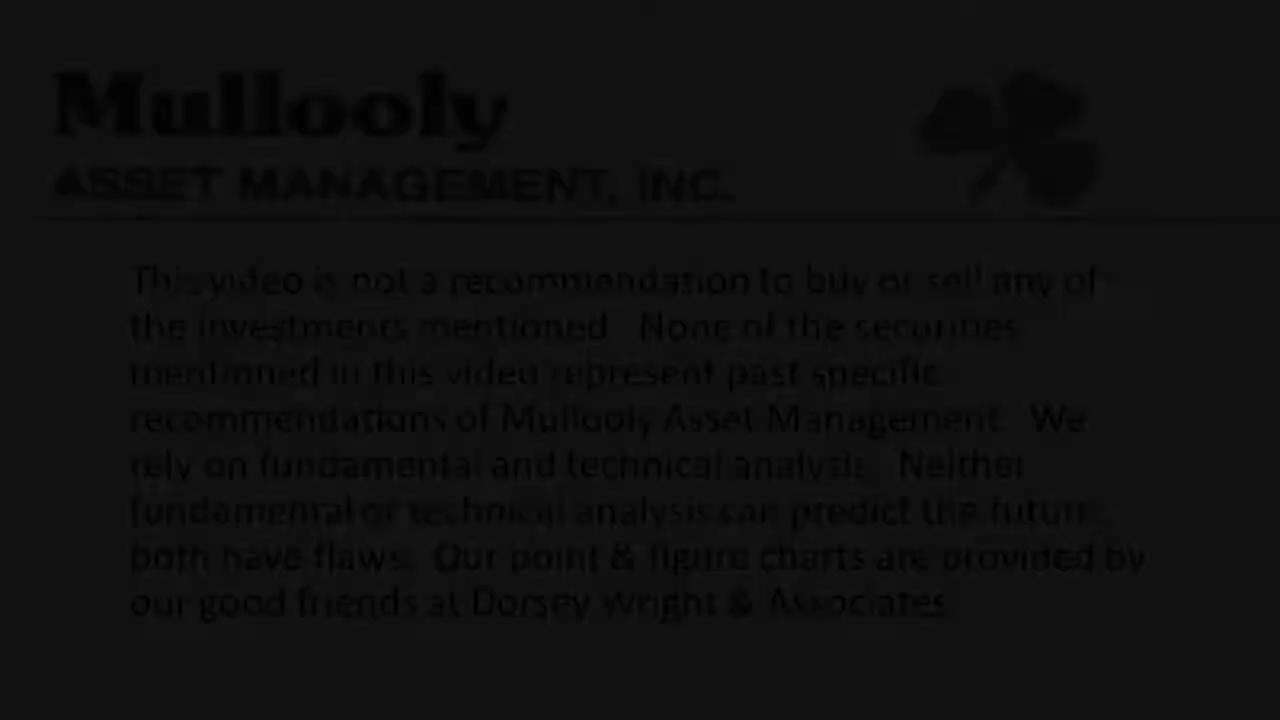 Mullooly
ASSET MANAGEMENT, INC.
This video is not a recommendation to buy or sell any of
the investments mentioned. None of the securities
mentioned in this video represent past specific
recommendations of Mullooly Asset Management. We
rely on fundamental and technical analysis. Neither
fundamental or technical analysis can predict the future,
both have flaws. Our point & figure charts are provided by
our good friends at Dorsey Wright & Associates.